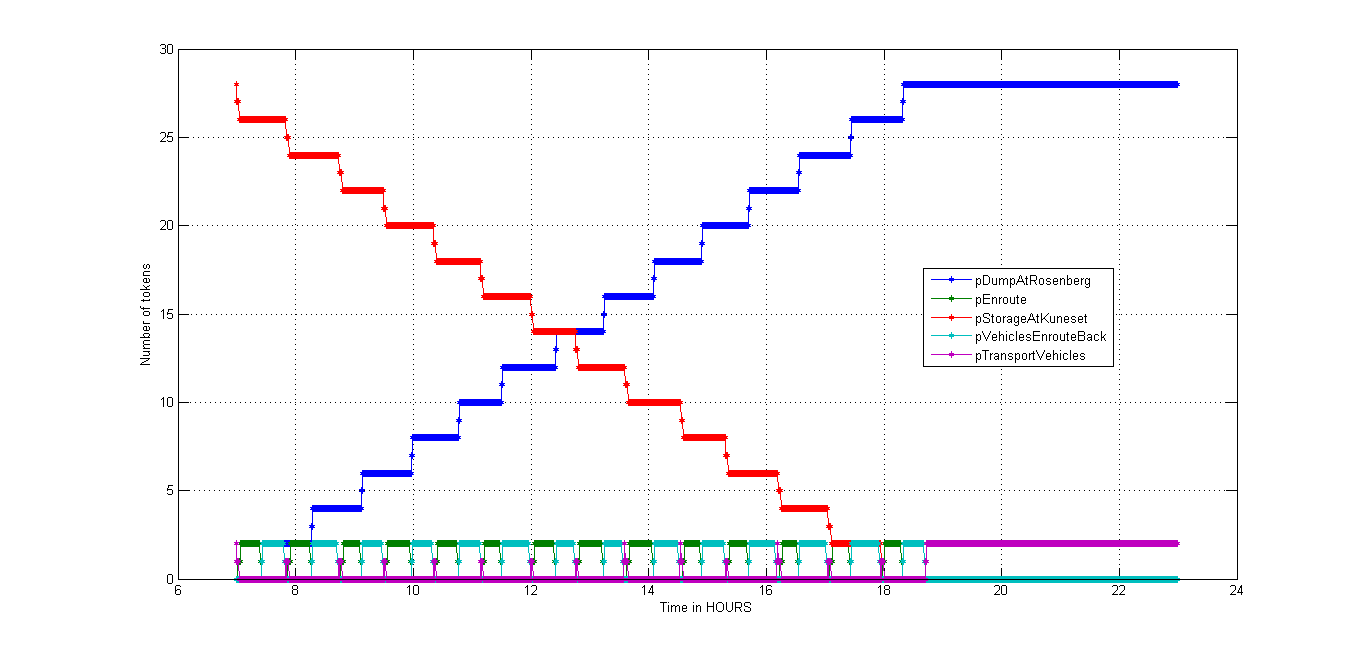 30
25
20
15
10
5
0
Number of tokens
6 8 10 12 14 16 18 20 22 24
Time in HOURS
pDumpAtRosenberg
pEnroute
pStorageAtKuneset
pVehiclesEnrouteBack
pTransportVehicles